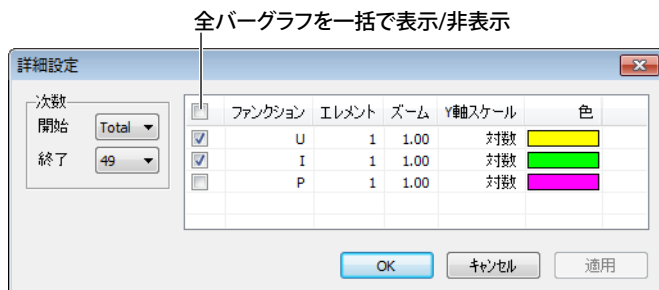 全バーグラフを一括で表示/非表示
詳細設定
次数
開始 Total
終了 49
ファンクション エレメント ズーム Y軸スケール 色
U 1 1.00 対数
I 1 1.00 対数
P 1 1.00 対数
OK キャンセル 適用